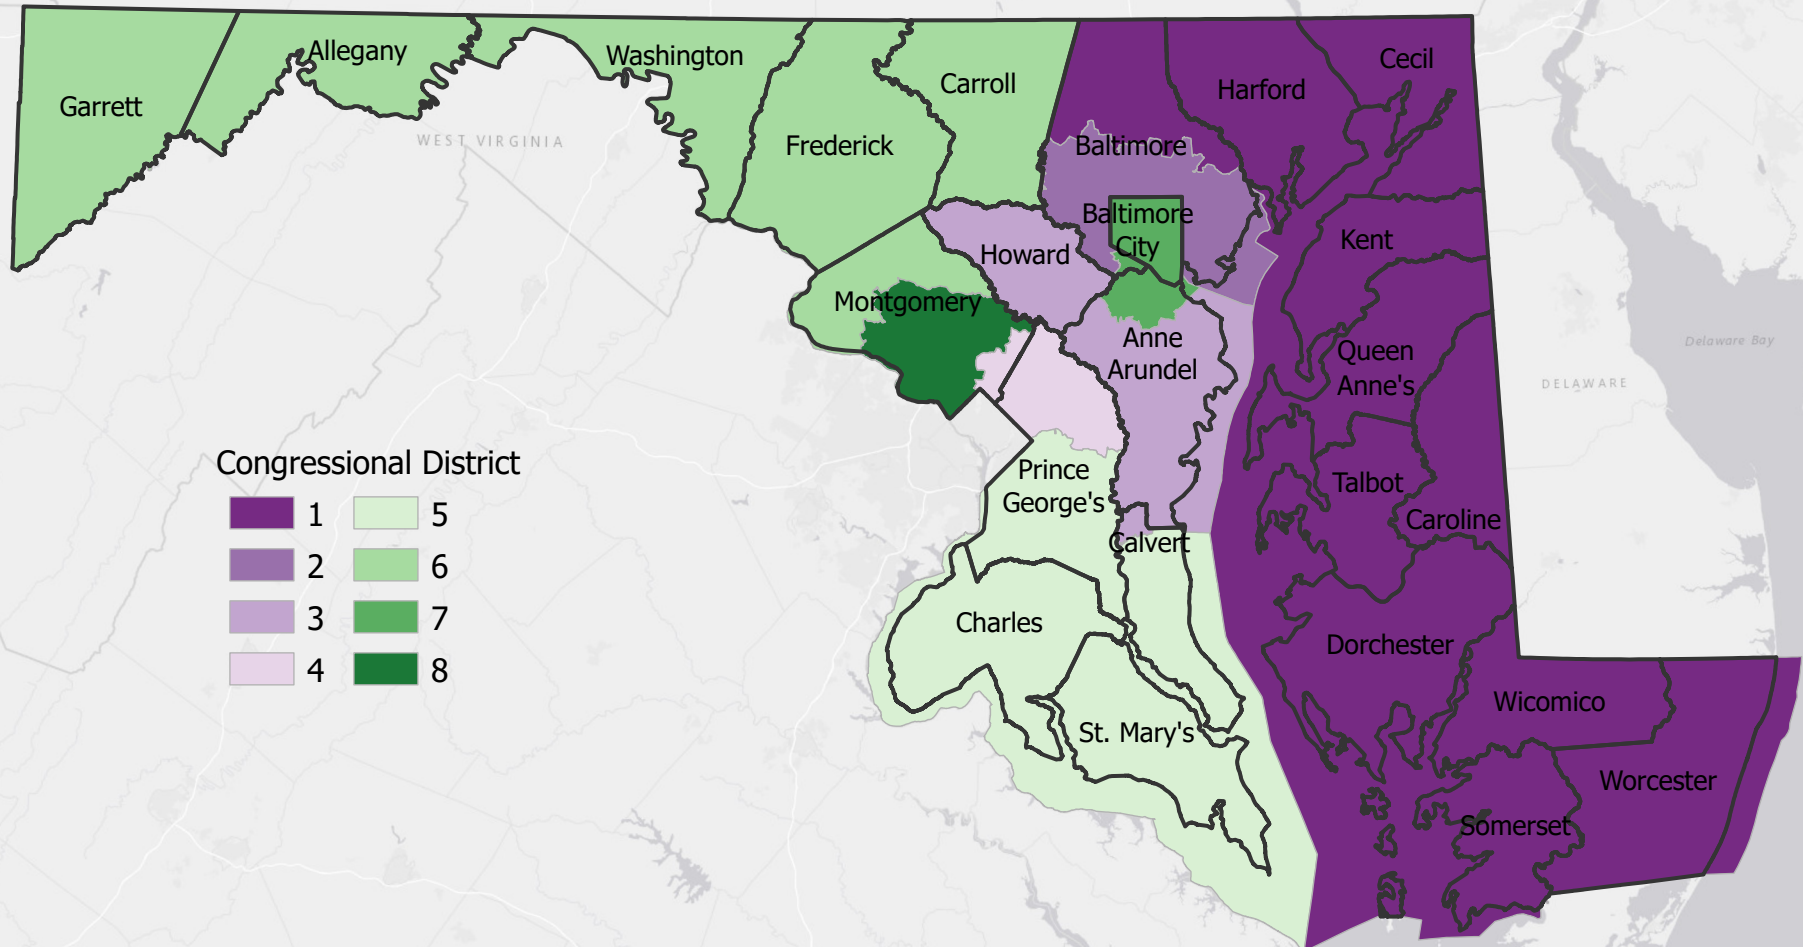 Allegany
Washington
Garrett
Carroll
Harford
Cecil
WEST VIRGINIA
Frederick
Baltimore
Baltimore
City
Howard
Kent
Montgomery
Anne
Arundel
Queen
Anne's
Delaware Bay
DELAWARE
Congressional District
1
5
2
6
3
7
4
8
Prince
George's
Talbot
Caroline
Calvert
Charles
Dorchester
St. Mary's
Wicomico
Worcester
Somerset